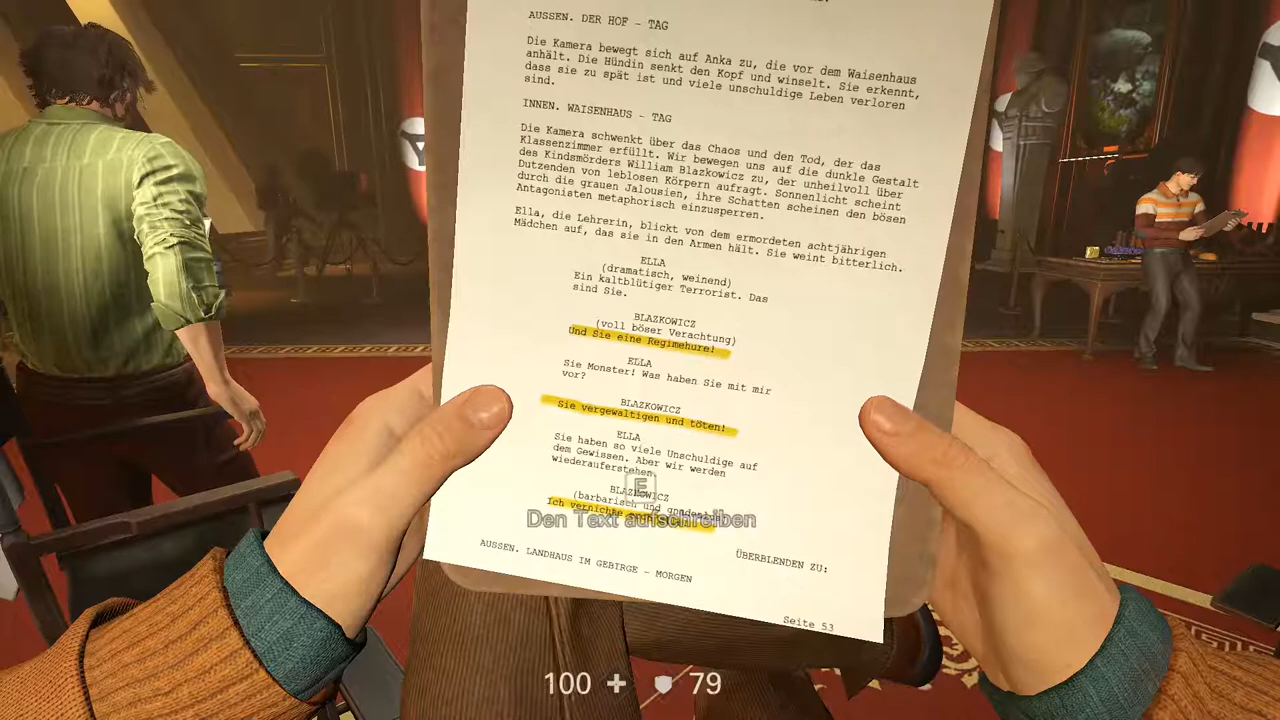 AUSSEN. DER HOF - TAG
Die Kamera bewegt sich auf Anka zu, die vor dem Waisenhaus
anhält. Die Hündin senkt den Kopf und winselt. Sie erkennt,
dass sie zu spät ist und viele unschuldige Leben verloren
sind.
INNEN. WAISENHAUS - TAG
Die Kamera schwenkt über das Chaos und den Tod, der das
Klassenzimmer erfüllt. Wir bewegen uns auf die dunkle Gestalt
des Kindsmörders William Blazkowicz zu, der unheilvoll über
Dutzenden von leblosen Körpern aufragt. Sonnenlicht scheint
durch die grauen Jalousien, ihre Schatten scheinen den bösen
Antagonisten metaphorisch einzusperren.
Ella, die Lehrerin, blickt von dem ermordeten achtjährigen
Mädchen auf, das sie in den Armen hält. Sie weint bitterlich.
ELLA
(dramatisch, weinend)
Ein kaltblütiger Terrorist. Das
sind Sie.
BLAZKOWICZ
(voll böser Verachtung)
Und Sie eine Regimehure!
ELLA
Sie Monster! Was haben Sie mit mir
vor?
BLAZKOWICZ
Sie vergewaltigen und töten!
ELLA
Sie haben so viele Unschuldige auf
dem Gewissen. Aber wir werden
wiederauferstehen.
BLAZKOWICZ
(barbarisch und
Ich vernichte
E
Den Text aufschreiben
ÜBERBLENDEN ZU:
AUSSEN. LANDHAUS IM GEBIRGE - MORGEN
Seite 53
100 79